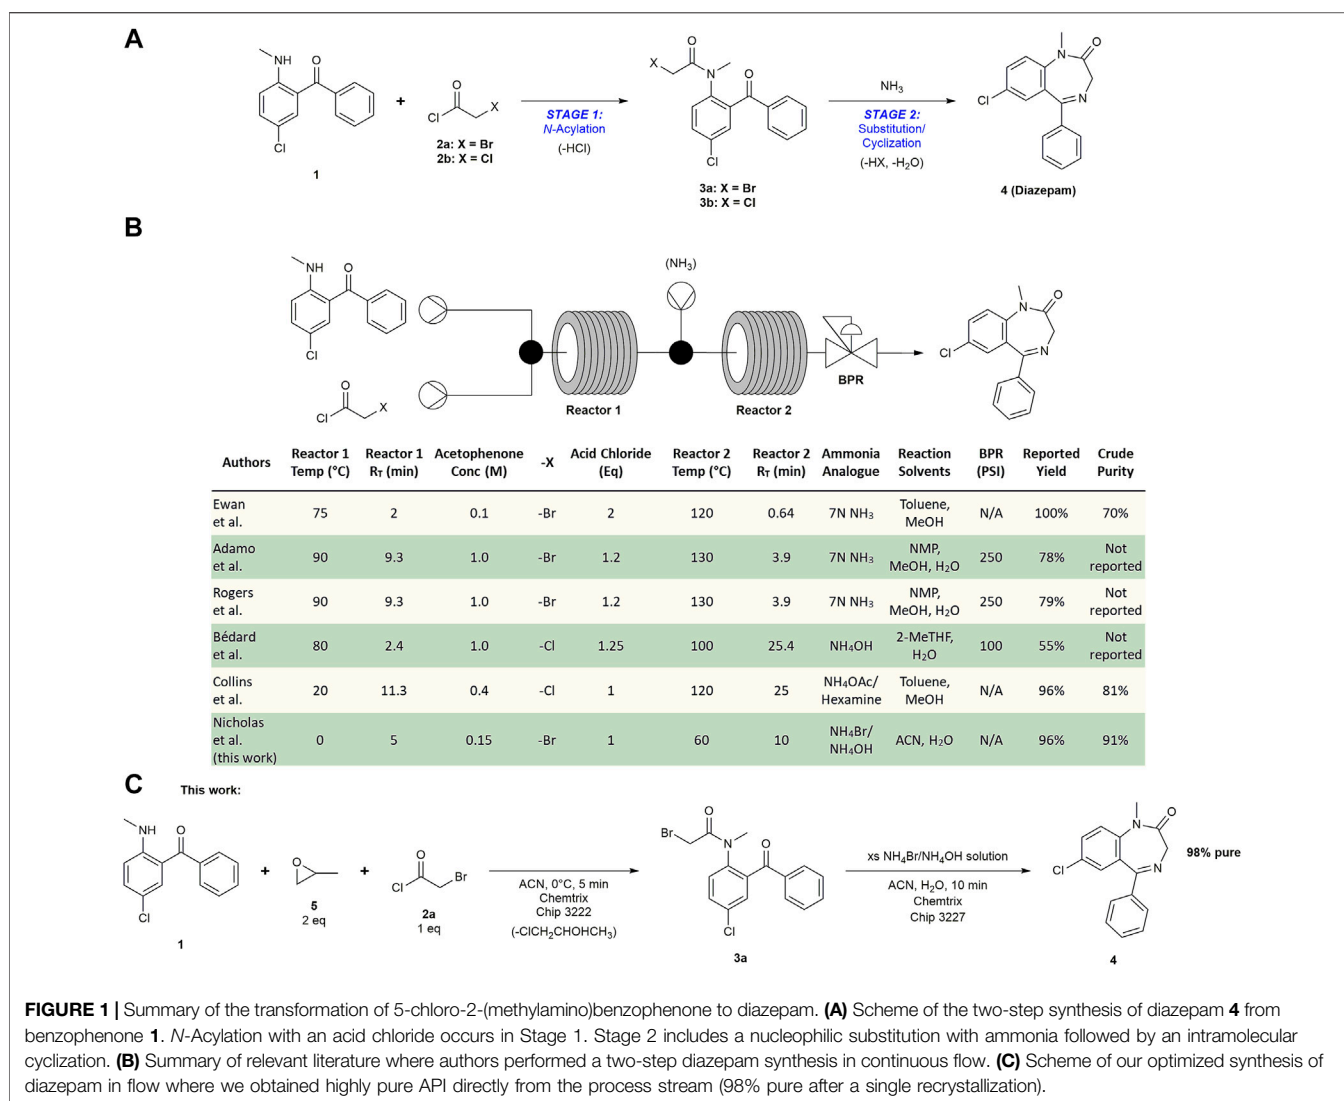 A
NH
O
Cl
1
+
O
Cl
X
2a: X = Br
2b: X = Cl
STAGE 1:
N-Acylation
(-HCl)
O
X
N
O
Cl
3a: X = Br
3b: X = Cl
NH₃
STAGE 2:
Substitution/
Cyclization
(-HX, -H₂O)
N
O
Cl
N
4 (Diazepam)
B
NH
O
Cl
O
Cl
X
(NH₃)
Reactor 1
Reactor 2
BPR
N
O
Cl
N
Authors Reactor 1 Temp (°C) Reactor 1 R_T (min) Acetophenone Conc (M) -X Acid Chloride (Eq) Reactor 2 Temp (°C) Reactor 2 R_T (min) Ammonia Analogue Reaction Solvents BPR (PSI) Reported Yield Crude Purity
Ewan et al. 75 2 0.1 -Br 2 120 0.64 7N NH₃ Toluene, MeOH N/A 100% 70%
Adamo et al. 90 9.3 1.0 -Br 1.2 130 3.9 7N NH₃ NMP, MeOH, H₂O 250 78% Not reported
Rogers et al. 90 9.3 1.0 -Br 1.2 130 3.9 7N NH₃ NMP, MeOH, H₂O 250 79% Not reported
Bédard et al. 80 2.4 1.0 -Cl 1.25 100 25.4 NH₄OH 2-MeTHF, H₂O 100 55% Not reported
Collins et al. 20 11.3 0.4 -Cl 1 120 25 NH₄OAc/ Hexamine Toluene, MeOH N/A 96% 81%
Nicholas et al. (this work) 0 5 0.15 -Br 1 60 10 NH₄Br/ NH₄OH ACN, H₂O N/A 96% 91%
C
This work:
NH
O
Cl
1
+
O
5
2 eq
+
O
Cl
Br
2a
1 eq
ACN, 0°C, 5 min
Chemtrix
Chip 3222
(-ClCH₂CHOHCH₃)
O
Br
N
O
Cl
3a
xs NH₄Br/NH₄OH solution
ACN, H₂O, 10 min
Chemtrix
Chip 3227
N
O
Cl
N
4
98% pure
FIGURE 1 | Summary of the transformation of 5-chloro-2-(methylamino)benzophenone to diazepam. (A) Scheme of the two-step synthesis of diazepam 4 from
benzophenone 1. N-Acylation with an acid chloride occurs in Stage 1. Stage 2 includes a nucleophilic substitution with ammonia followed by an intramolecular
cyclization. (B) Summary of relevant literature where authors performed a two-step diazepam synthesis in continuous flow. (C) Scheme of our optimized synthesis of
diazepam in flow where we obtained highly pure API directly from the process stream (98% pure after a single recrystallization).